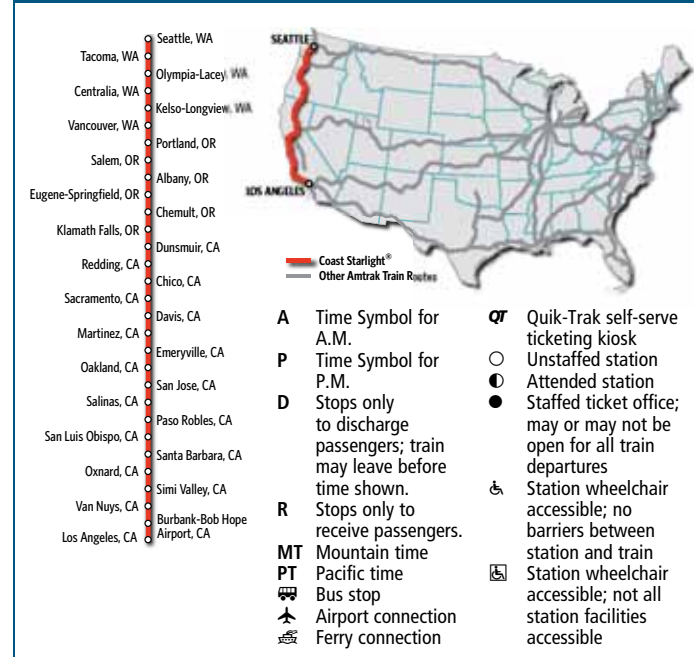 Seattle, WA
Tacoma, WA
Olympia-Lacey, WA
Centralia, WA
Kelso-Longview, WA
Vancouver, WA
Portland, OR
Salem, OR
Albany, OR
Eugene-Springfield, OR
Chemult, OR
Klamath Falls, OR
Dunsmuir, CA
Redding, CA
Chico, CA
Sacramento, CA
Davis, CA
Martinez, CA
Emeryville, CA
Oakland, CA
San Jose, CA
Salinas, CA
Paso Robles, CA
San Luis Obispo, CA
Santa Barbara, CA
Oxnard, CA
Simi Valley, CA
Van Nuys, CA
Burbank-Bob Hope
Airport, CA
Los Angeles, CA
SEATTLE
LOS ANGELES
Coast Starlight®
Other Amtrak Train Routes
A Time Symbol for
A.M.
P Time Symbol for
P.M.
D Stops only
to discharge
passengers; train
may leave before
time shown.
R Stops only to
receive passengers.
MT Mountain time
PT Pacific time
Bus stop
Airport connection
Ferry connection
QT Quik-Trak self-serve
ticketing kiosk
Unstaffed station
Attended station
Staffed ticket office;
may or may not be
open for all train
departures
Station wheelchair
accessible; no
barriers between
station and train
Station wheelchair
accessible; not all
station facilities
accessible